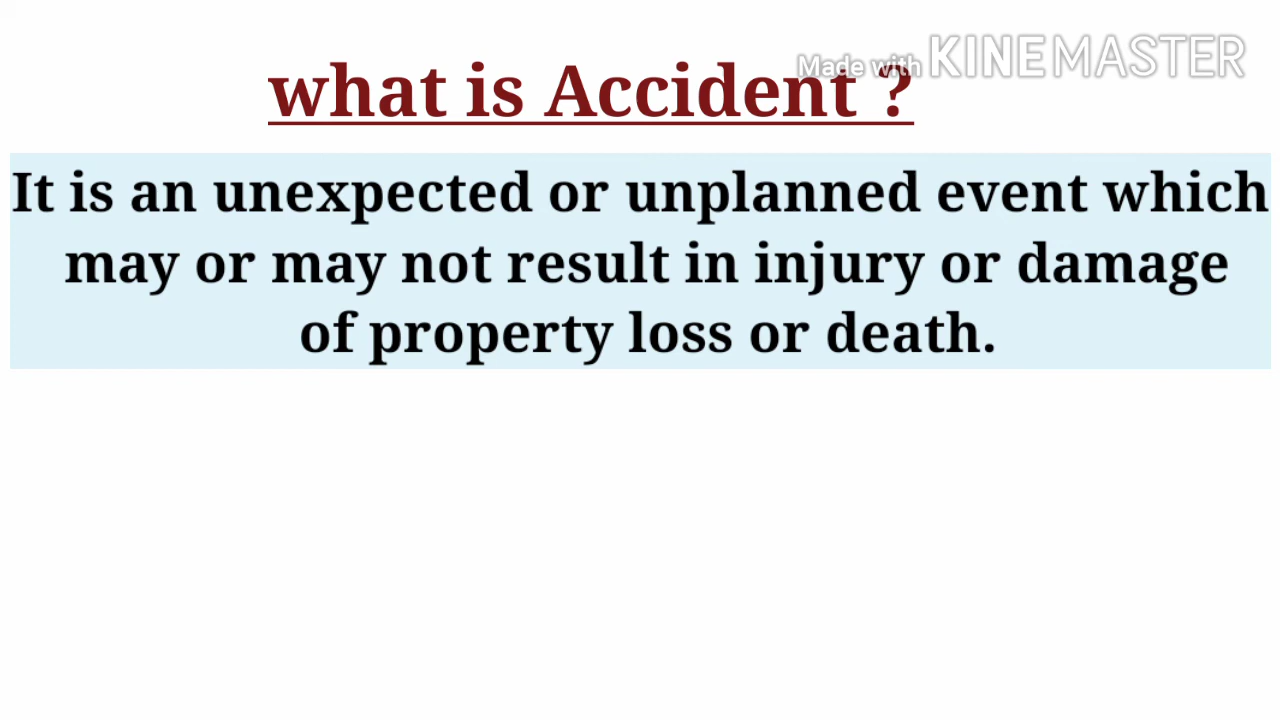 Made with KINEMASTER
what is Accident ?
It is an unexpected or unplanned event which
may or may not result in injury or damage
of property loss or death.